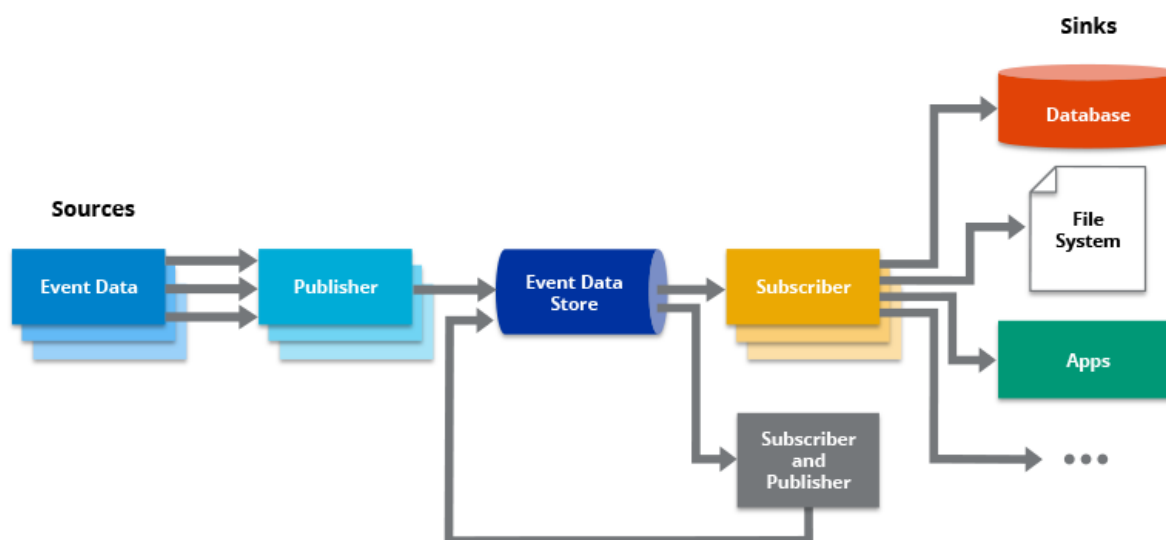 Sinks
Database
Sources
File
System
Event Data
Publisher
Event Data
Store
Subscriber
Apps
Subscriber
and
Publisher